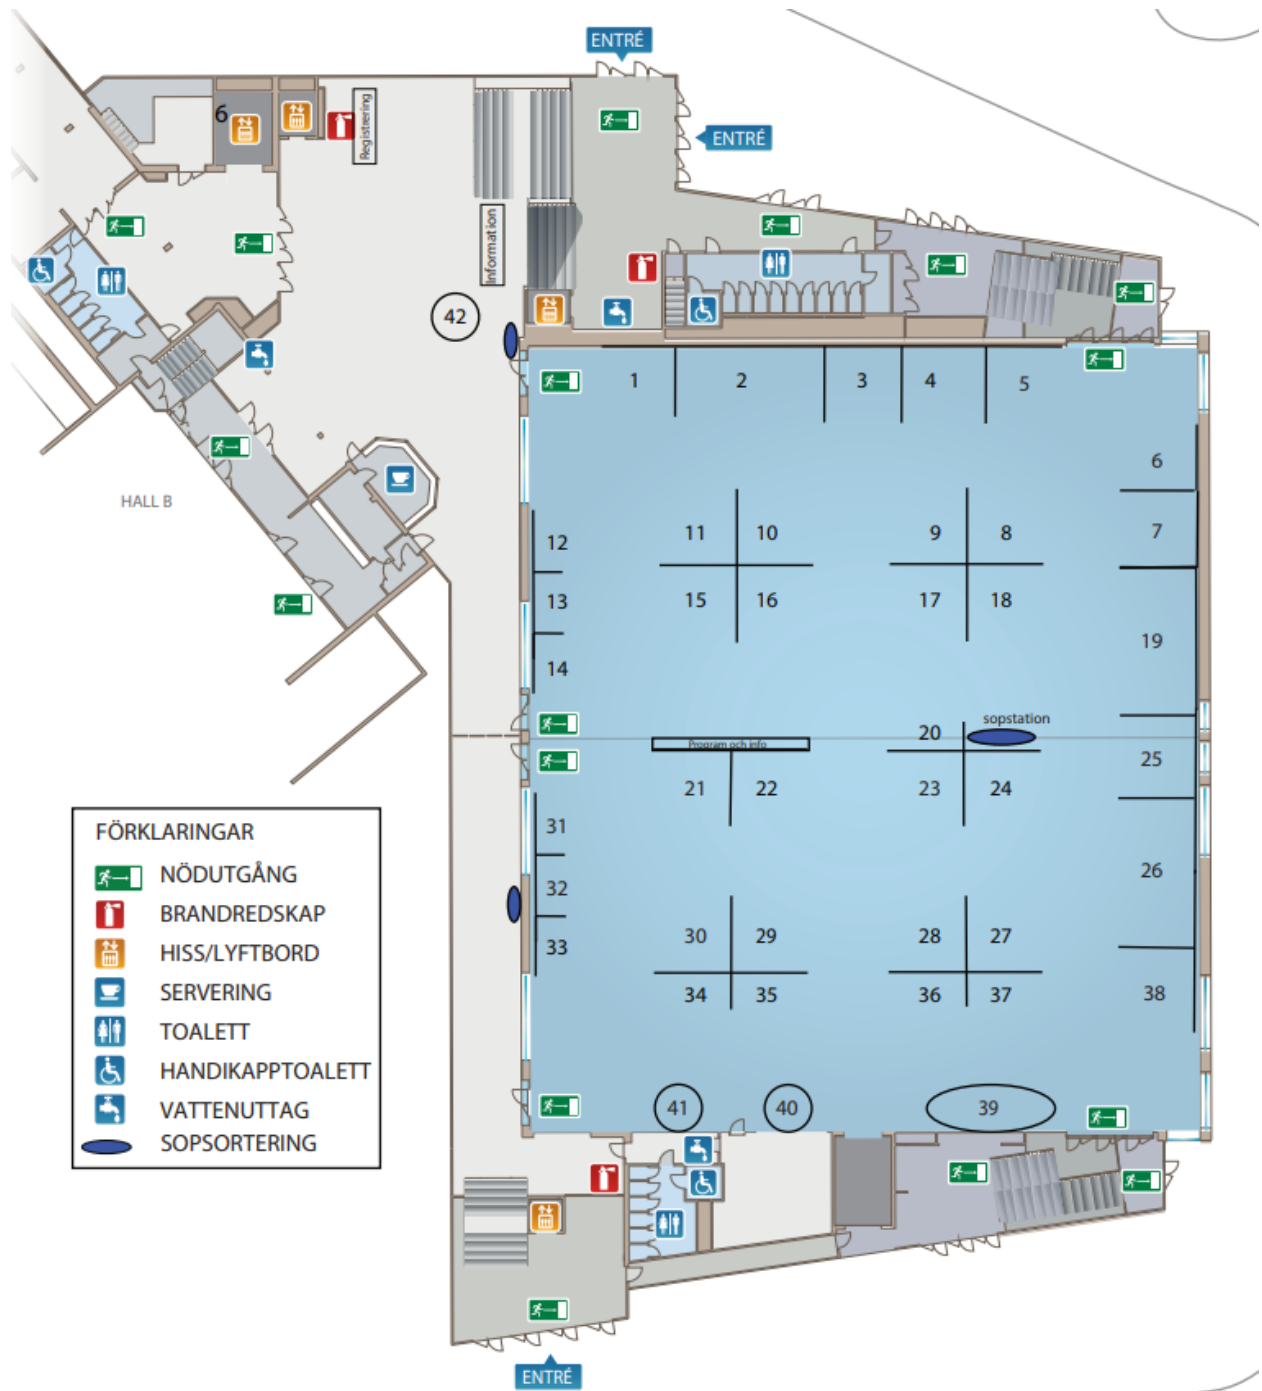 ENTRÉ
6
Registrering
ENTRÉ
Information
42
1
2
3
4
5
6
HALL B
12
11
10
9
8
7
13
15
16
17
18
14
19
20
sopstation
Program och info
21
22
23
24
25
31
32
26
33
30
29
28
27
34
35
36
37
38
41
40
39
FÖRKLARINGAR
NÖDUTGÅNG
BRANDREDSKAP
HISS/LYFTBORD
SERVERING
TOALETT
HANDIKAPPTOALETT
VATTENUTTAG
SOPSORTERING
ENTRÉ